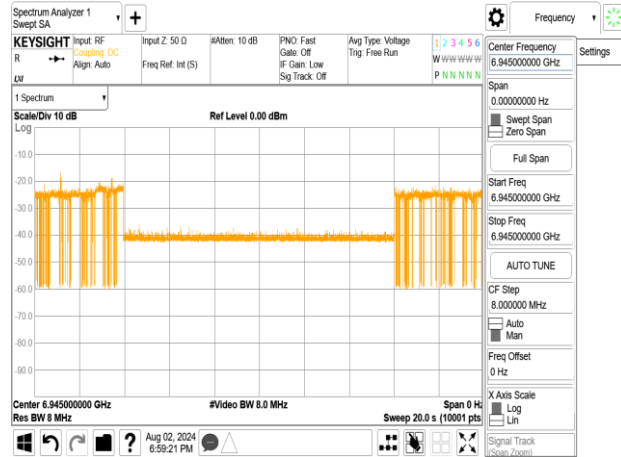 Spectrum Analyzer 1
Swept SA
Frequency
Settings
KEYSIGHT
R
Input: RF
Coupling: DC
Align: Auto
Input Z: 50 Ω
Freq Ref: Int (S)
#Atten: 10 dB
PNO: Fast
Gate: Off
IF Gain: Low
Sig Track: Off
Avg Type: Voltage
Trig: Free Run
1 2 3 4 5 6
W W W W W W
P N N N N N
LXI
1 Spectrum
Scale/Div 10 dB
Ref Level 0.00 dBm
Log
-10.0
-20.0
-30.0
-40.0
-50.0
-60.0
-70.0
-80.0
-90.0
Center 6.945000000 GHz
#Video BW 8.0 MHz
Span 0 Hz
Res BW 8 MHz
Sweep 20.0 s (10001 pts
Aug 02, 2024
6:59:21 PM
Center Frequency
6.945000000 GHz
Span
0.00000000 Hz
Swept Span
Zero Span
Full Span
Start Freq
6.945000000 GHz
Stop Freq
6.945000000 GHz
AUTO TUNE
CF Step
8.000000 MHz
Auto
Man
Freq Offset
0 Hz
X Axis Scale
Log
Lin
Signal Track
(Span Zoom)